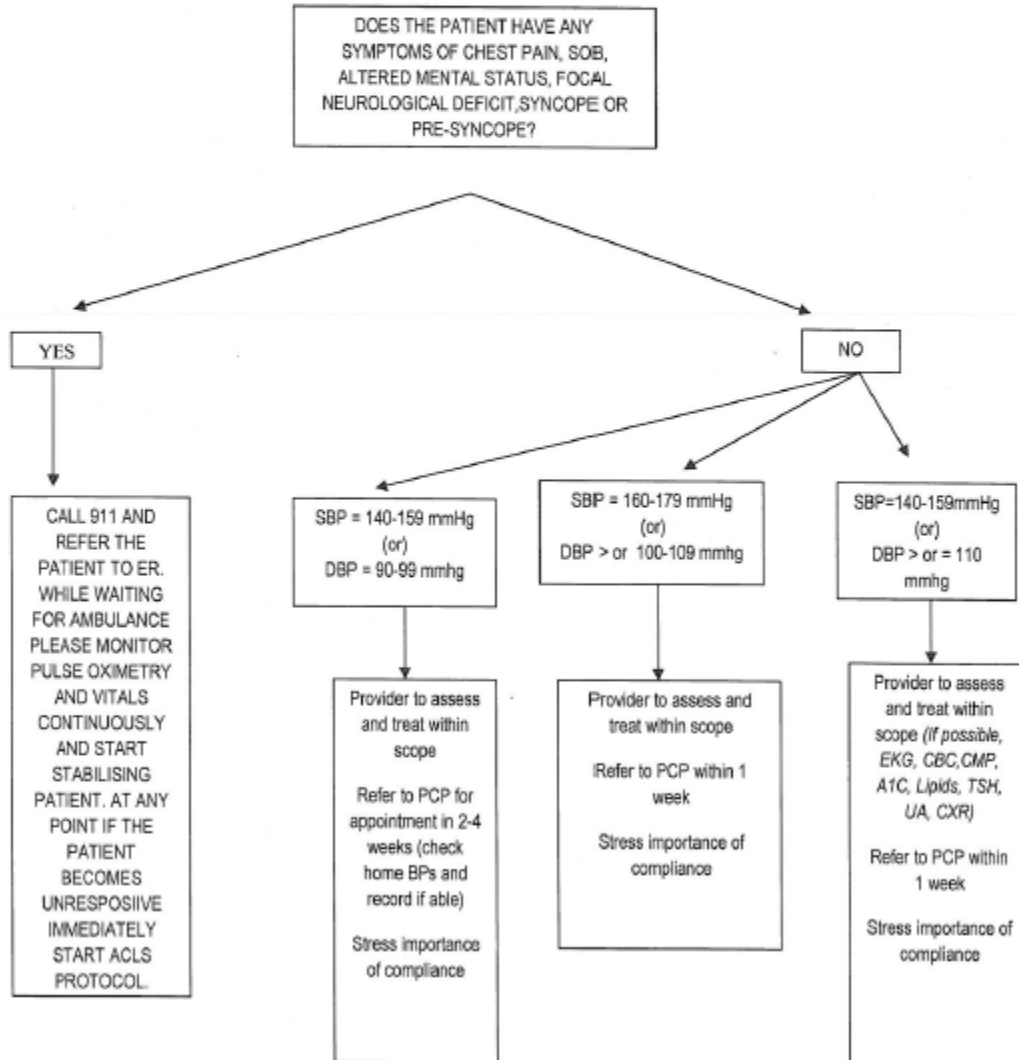 DOES THE PATIENT HAVE ANY
SYMPTOMS OF CHEST PAIN, SOB,
ALTERED MENTAL STATUS, FOCAL
NEUROLOGICAL DEFICIT,SYNCOPE OR
PRE-SYNCOPE?
YES
NO
CALL 911 AND
REFER THE
PATIENT TO ER.
WHILE WAITING
FOR AMBULANCE
PLEASE MONITOR
PULSE OXIMETRY
AND VITALS
CONTINUOUSLY
AND START
STABILISING
PATIENT. AT ANY
POINT IF THE
PATIENT
BECOMES
UNRESPOSIIVE
IMMEDIATELY
START ACLS
PROTOCOL.
SBP = 140-159 mmHg
(or)
DBP = 90-99 mmhg
Provider to assess
and treat within
scope
Refer to PCP for
appointment in 2-4
weeks (check
home BPs and
record if able)
Stress importance
of compliance
SBP = 160-179 mmHg
(or)
DBP > or 100-109 mmhg
Provider to assess and
treat within scope
Refer to PCP within 1
week
Stress importance of
compliance
SBP=140-159mmHg
(or)
DBP > or = 110
mmhg
Provider to assess
and treat within
scope (If possible,
EKG, CBC,CMP,
A1C, Lipids, TSH,
UA, CXR)
Refer to PCP within
1 week
Stress importance of
compliance